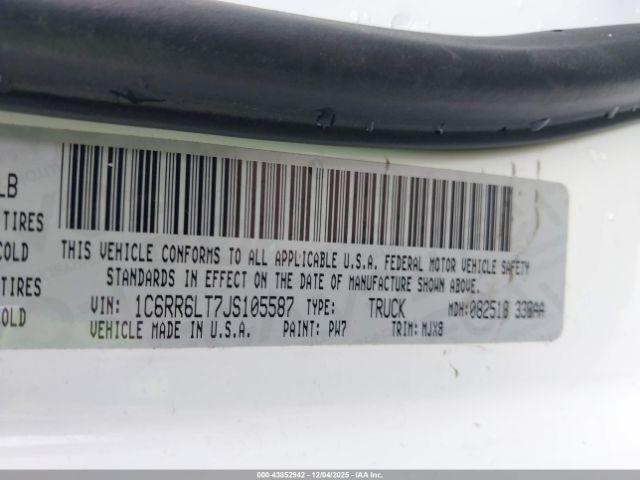 LB
TIRES
COLD
TIRES
COLD
THIS VEHICLE CONFORMS TO ALL APPLICABLE U.S.A. FEDERAL MOTOR VEHICLE SAFETY
STANDARDS IN EFFECT ON THE DATE OF MANUFACTURE SHOWN ABOVE.
VIN: 1C6RR6LT7JS105587 TYPE: TRUCK MDH:082518 330AA
VEHICLE MADE IN U.S.A. PAINT: PW7 TRIM: MJX8
000-43852942 - 12/04/2025 - IAA Inc.